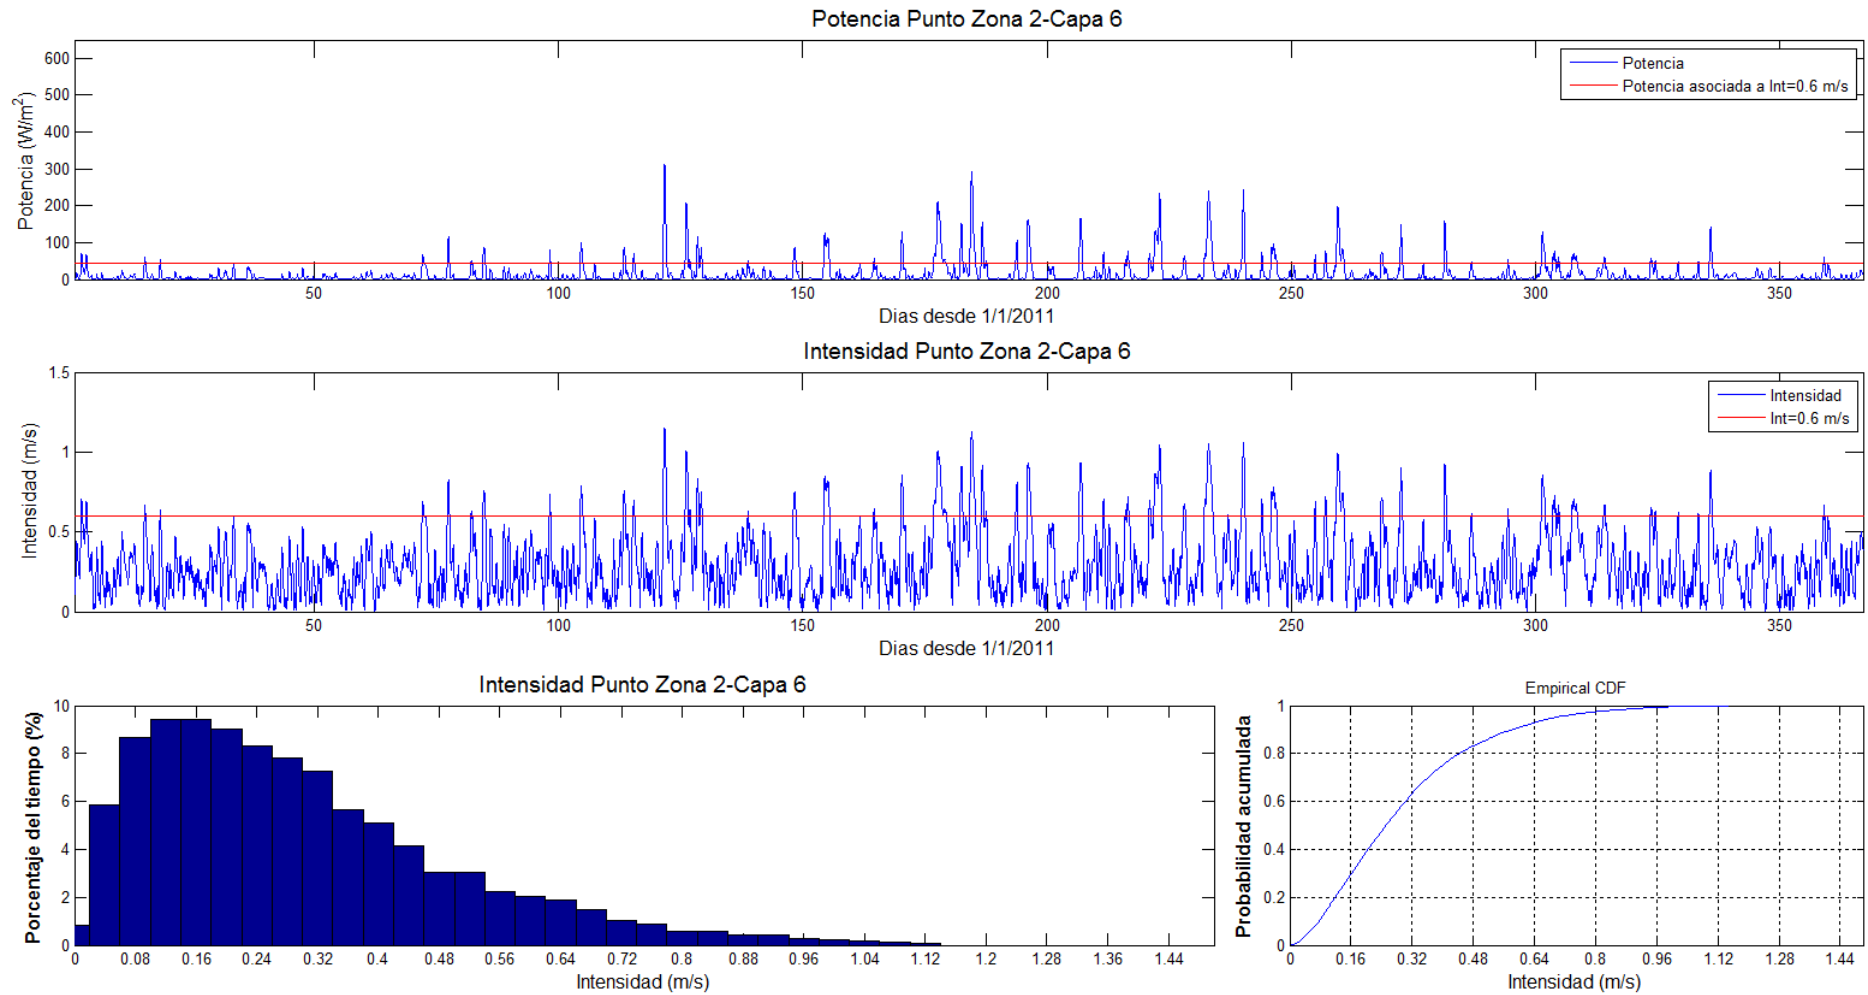 Potencia Punto Zona 2-Capa 6
Potencia (W/m²)
600
500
400
300
200
100
0
Potencia
Potencia asociada a Int=0.6 m/s
50 100 150 200 250 300 350
Dias desde 1/1/2011
Intensidad Punto Zona 2-Capa 6
Intensidad (m/s)
1.5
1
0.5
0
Intensidad
Int=0.6 m/s
50 100 150 200 250 300 350
Dias desde 1/1/2011
Intensidad Punto Zona 2-Capa 6
Porcentaje del tiempo (%)
10
8
6
4
2
0
0 0.08 0.16 0.24 0.32 0.4 0.48 0.56 0.64 0.72 0.8 0.88 0.96 1.04 1.12 1.2 1.28 1.36 1.44
Intensidad (m/s)
Empirical CDF
Probabilidad acumulada
1
0.8
0.6
0.4
0.2
0
0 0.16 0.32 0.48 0.64 0.8 0.96 1.12 1.28 1.44
Intensidad (m/s)